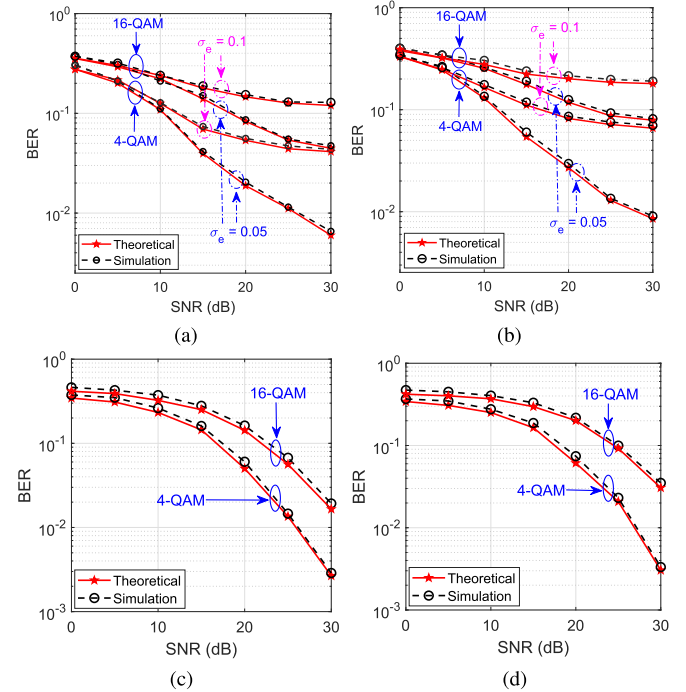 10^0
10^-1
10^-2
BER
0
10
20
30
SNR (dB)
16-QAM
4-QAM
σ_e = 0.1
σ_e = 0.05
Theoretical
Simulation
(a)
10^0
10^-1
10^-2
BER
0
10
20
30
SNR (dB)
16-QAM
4-QAM
σ_e = 0.1
σ_e = 0.05
Theoretical
Simulation
(b)
10^0
10^-1
10^-2
10^-3
BER
0
10
20
30
SNR (dB)
16-QAM
4-QAM
Theoretical
Simulation
(c)
10^0
10^-1
10^-2
10^-3
BER
0
10
20
30
SNR (dB)
16-QAM
4-QAM
Theoretical
Simulation
(d)